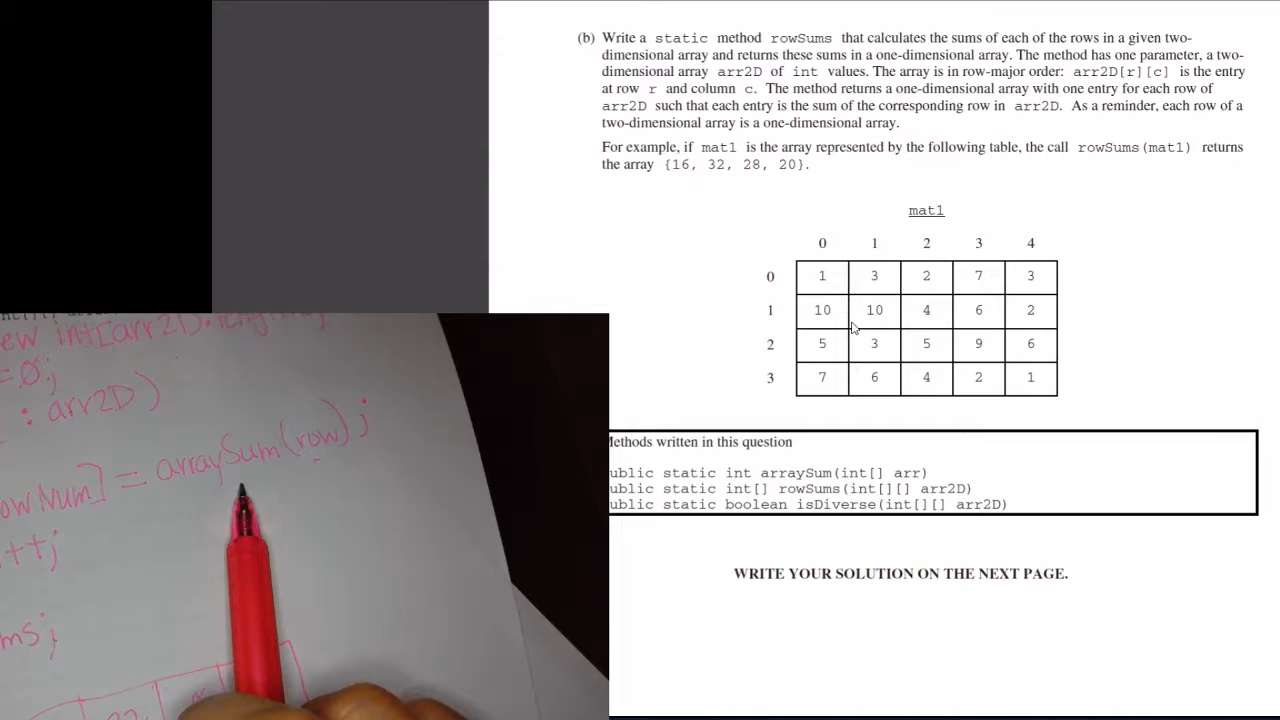 (b) Write a static method rowSums that calculates the sums of each of the rows in a given two-
dimensional array and returns these sums in a one-dimensional array. The method has one parameter, a two-
dimensional array arr2D of int values. The array is in row-major order: arr2D[r][c] is the entry
at row r and column c. The method returns a one-dimensional array with one entry for each row of
arr2D such that each entry is the sum of the corresponding row in arr2D. As a reminder, each row of a
two-dimensional array is a one-dimensional array.
For example, if mat1 is the array represented by the following table, the call rowSums(mat1) returns
the array {16, 32, 28, 20}.
mat1
0 1 2 3 4
0 1 3 2 7 3
1 10 10 4 6 2
2 5 3 5 9 6
3 7 6 4 2 1
ethods written in this question
ublic static int arraySum(int[] arr)
ublic static int[] rowSums(int[][] arr2D)
ublic static boolean isDiverse(int[][] arr2D)
WRITE YOUR SOLUTION ON THE NEXT PAGE.
ew int[arr2D.length];
=0;
: arr2D)
owNum] = arraySum(row);
++;
ms;